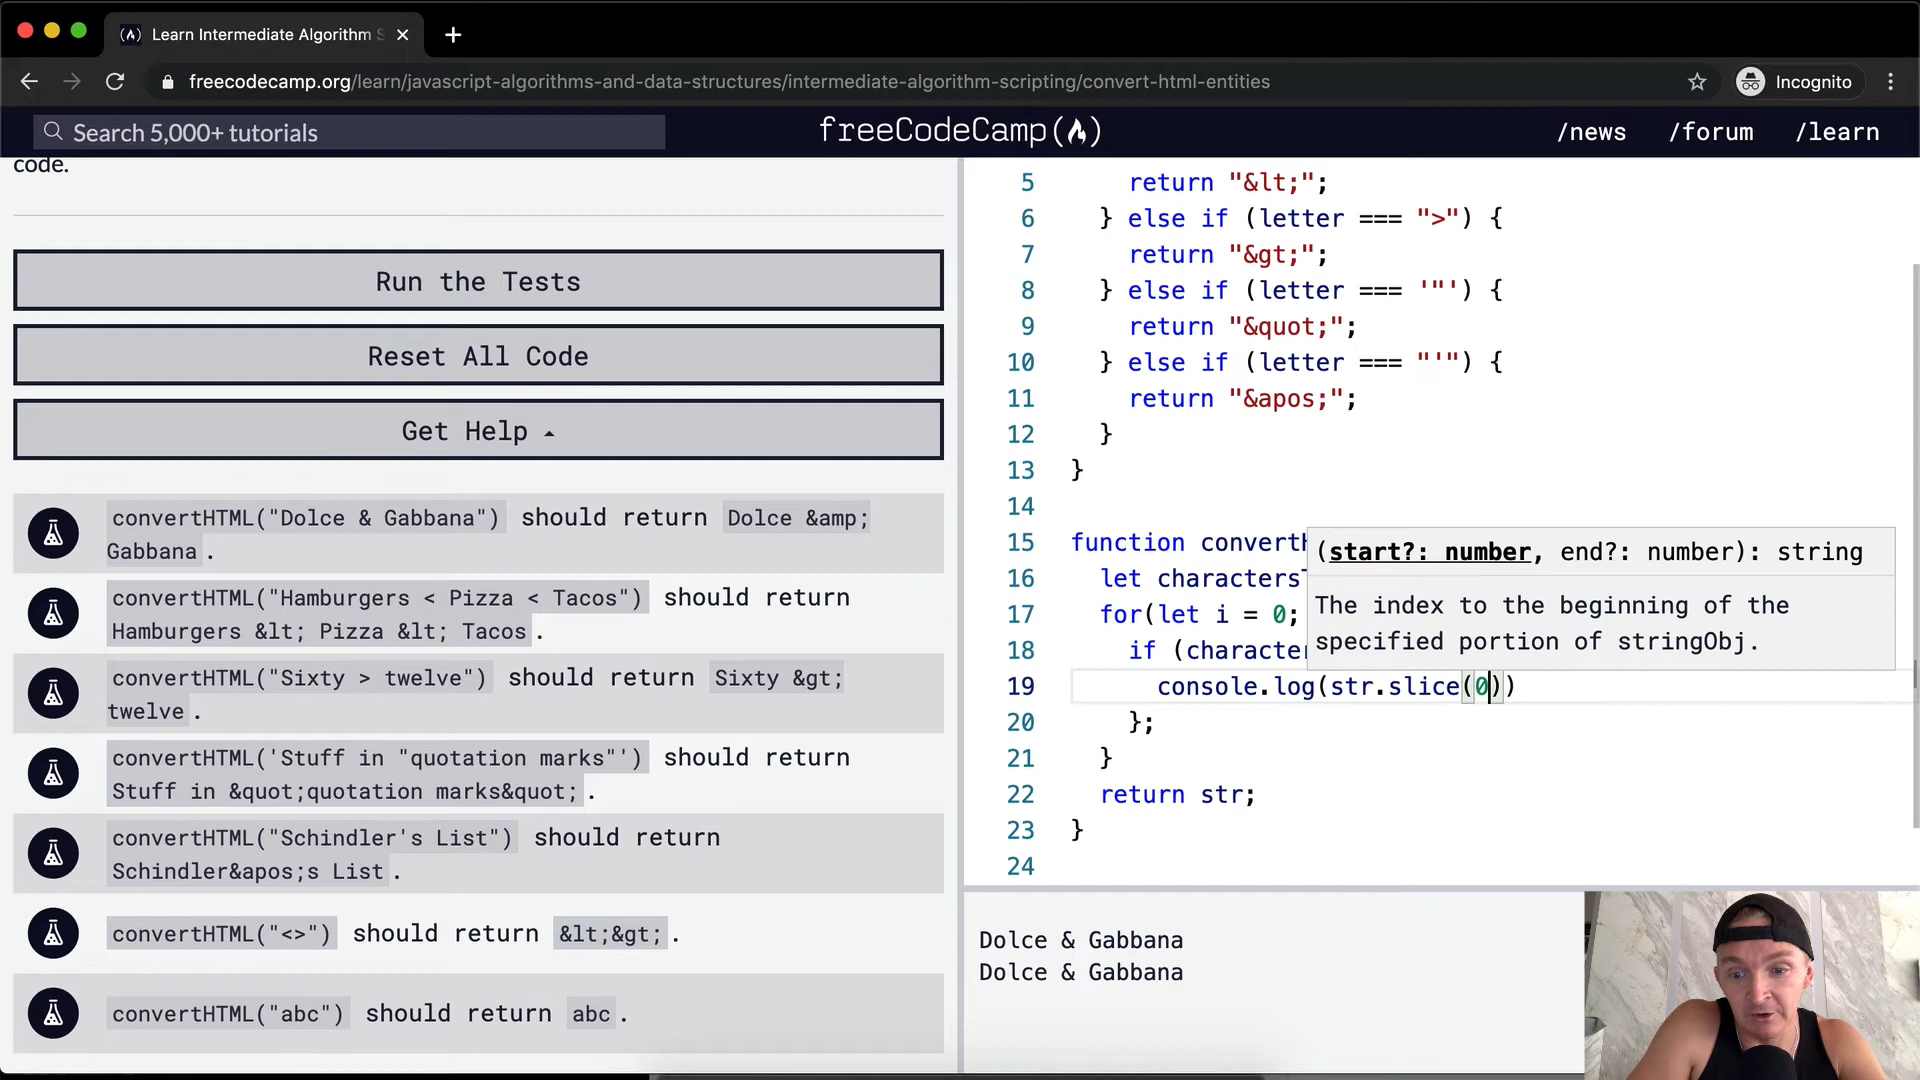 Learn Intermediate Algorithm S
freecodecamp.org/learn/javascript-algorithms-and-data-structures/intermediate-algorithm-scripting/convert-html-entities
Incognito
Search 5,000+ tutorials
freeCodeCamp(🔥)
/news /forum /learn
code.
Run the Tests
Reset All Code
Get Help
convertHTML("Dolce & Gabbana") should return Dolce &amp;
Gabbana .
convertHTML("Hamburgers < Pizza < Tacos") should return
Hamburgers &lt; Pizza &lt; Tacos .
convertHTML("Sixty > twelve") should return Sixty &gt;
twelve .
convertHTML('Stuff in "quotation marks"') should return
Stuff in &quot;quotation marks&quot; .
convertHTML("Schindler's List") should return
Schindler&apos;s List .
convertHTML("<>") should return &lt;&gt; .
convertHTML("abc") should return abc .
5 return "&lt;";
6 } else if (letter === ">") {
7 return "&gt;";
8 } else if (letter === '"') {
9 return "&quot;";
10 } else if (letter === "'") {
11 return "&apos;";
12 }
13 }
14
15 function convertH
16 let charactersT
17 for(let i = 0;
18 if (character
19 console.log(str.slice(0))
20 };
21 }
22 return str;
23 }
24
(start?: number, end?: number): string
The index to the beginning of the
specified portion of stringObj.
Dolce & Gabbana
Dolce & Gabbana